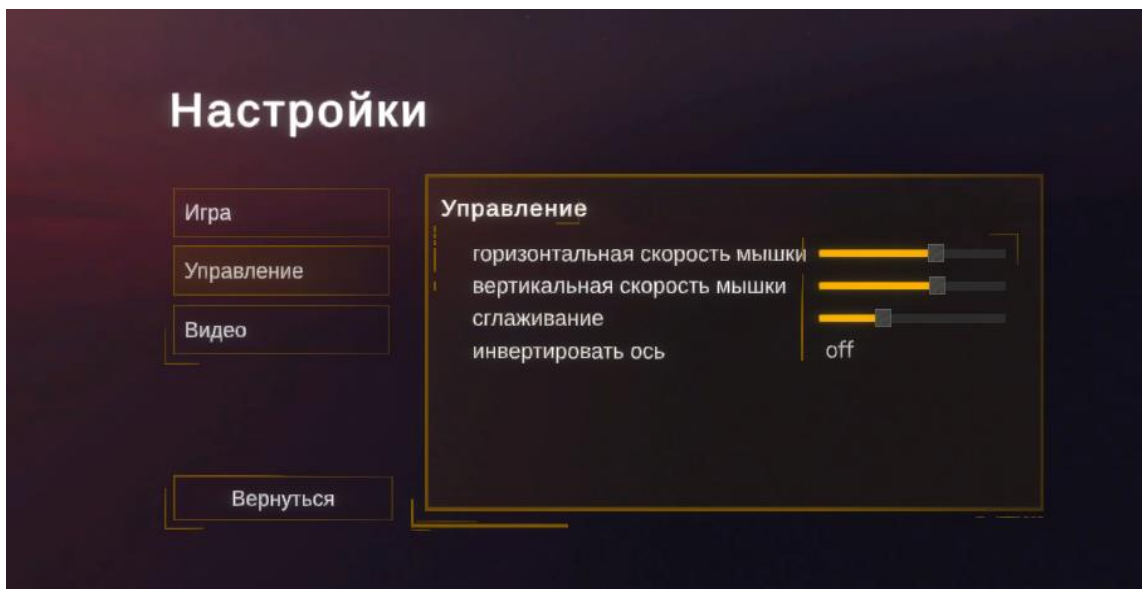 Настройки
Игра
Управление
Видео
Вернуться
Управление
горизонтальная скорость мышки
вертикальная скорость мышки
сглаживание
инвертировать ось off